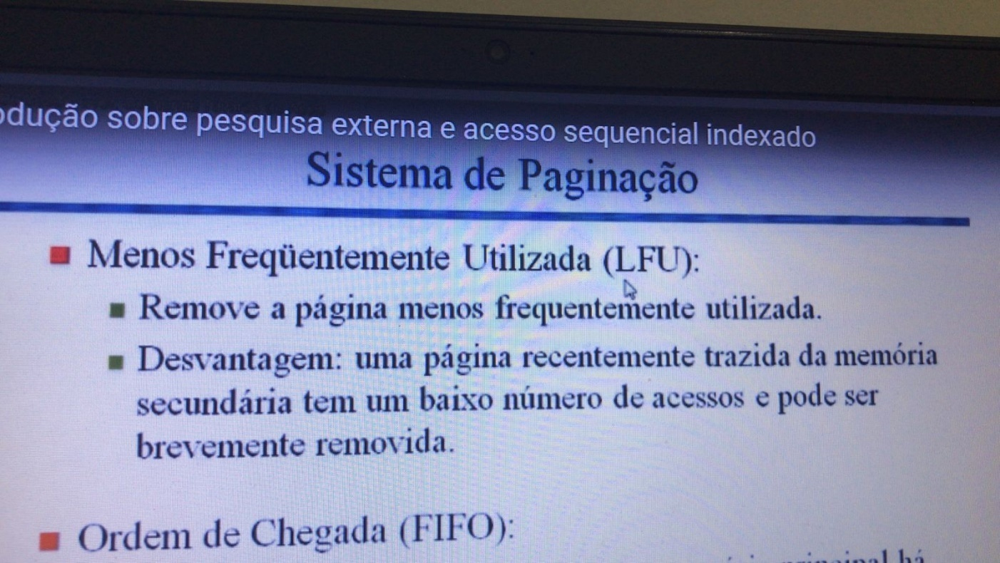 odução sobre pesquisa externa e acesso sequencial indexado
Sistema de Paginação
Menos Freqüentemente Utilizada (LFU):
Remove a página menos frequentemente utilizada.
Desvantagem: uma página recentemente trazida da memória
secundária tem um baixo número de acessos e pode ser
brevemente removida.
Ordem de Chegada (FIFO):
há